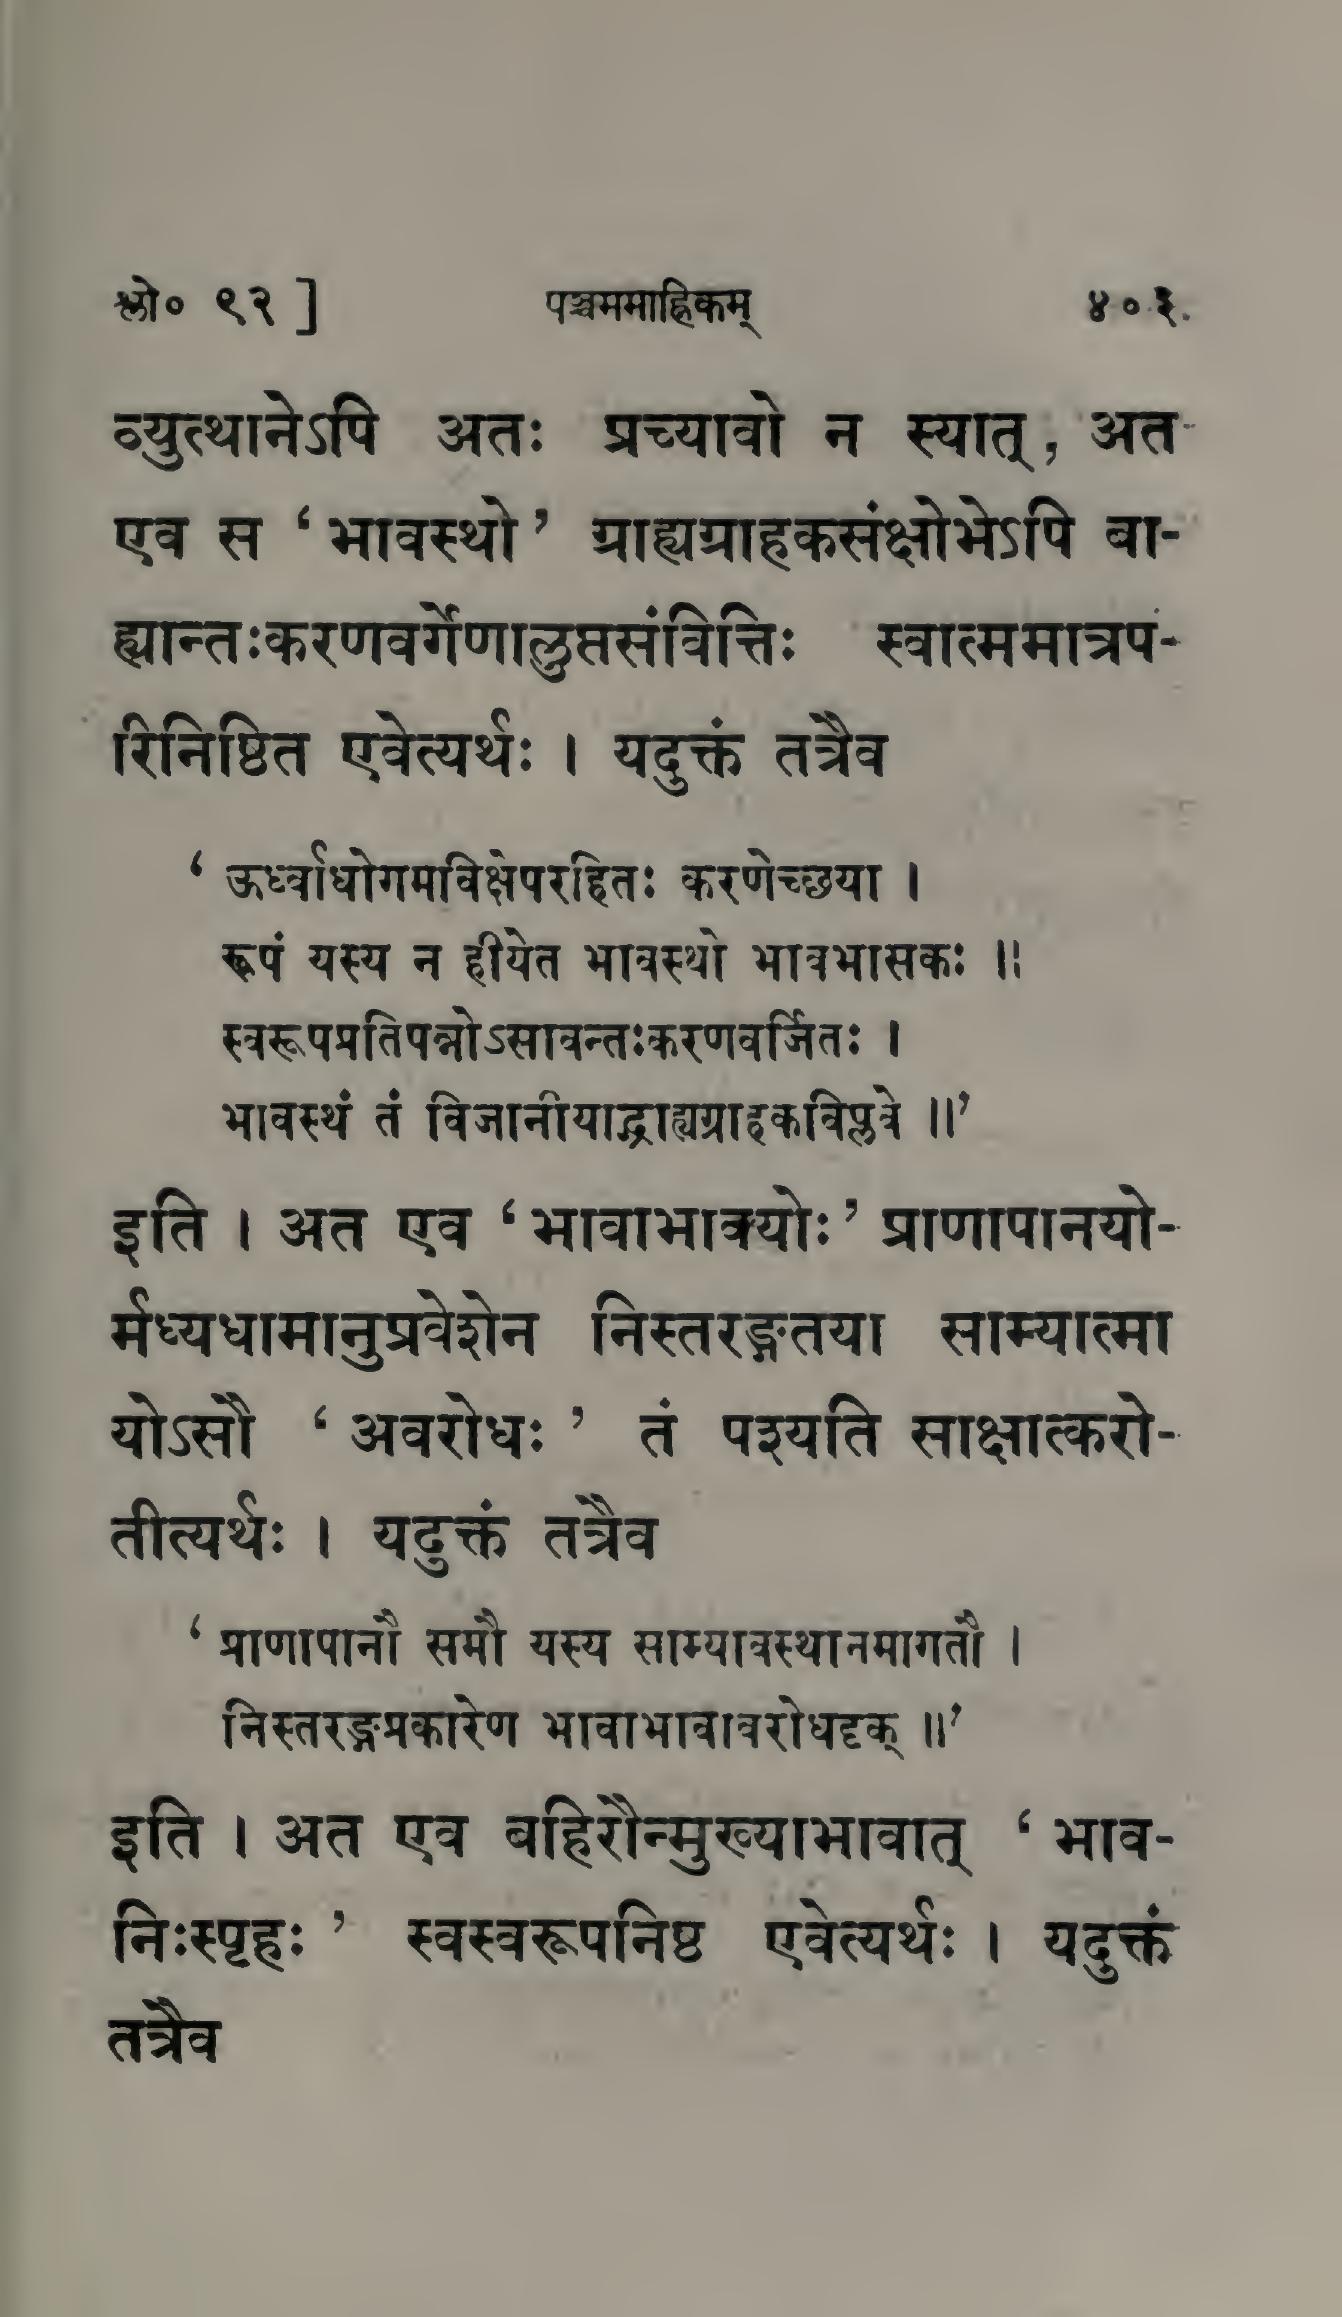 श्लो० ९२ ] पञ्चममाह्निकम् ४०३
व्युत्थानेऽपि अतः प्रच्यावो न स्यात्, अत
एव स ‘ भावस्थो ’ ग्राह्यग्राहकसंक्षोभेऽपि बा-
ह्यान्तःकरणवर्गेणालुप्तसंवित्तिः स्वात्ममात्रप-
रिनिष्ठित एवेत्यर्थः । यदुक्तं तत्रैव
‘ ऊर्ध्वाधोगमविक्षेपरहितः करणेच्छया ।
रूपं यस्य न हीयेत भावस्थो भावभासकः ॥
स्वरूपप्रतिपन्नोऽसावन्तःकरणवर्जितः ।
भावस्थं तं विजानीयाद्ग्राह्यग्राहकविप्लवे ॥’
इति । अत एव ‘ भावाभावयोः ’ प्राणापानयो-
र्मध्यधामानुप्रवेशेन निस्तरङ्गतया साम्यात्मा
योऽसौ ‘ अवरोधः ’ तं पश्यति साक्षात्करो-
तीत्यर्थः । यदुक्तं तत्रैव
‘ प्राणापानौ समौ यस्य साम्यावस्थानमागतौ ।
निस्तरङ्गप्रकारेण भावाभावावरोधदृक् ॥’
इति । अत एव बहिरौन्मुख्याभावात् ‘ भाव-
निःस्पृहः ’ स्वस्वरूपनिष्ठ एवेत्यर्थः । यदुक्तं
तत्रैव